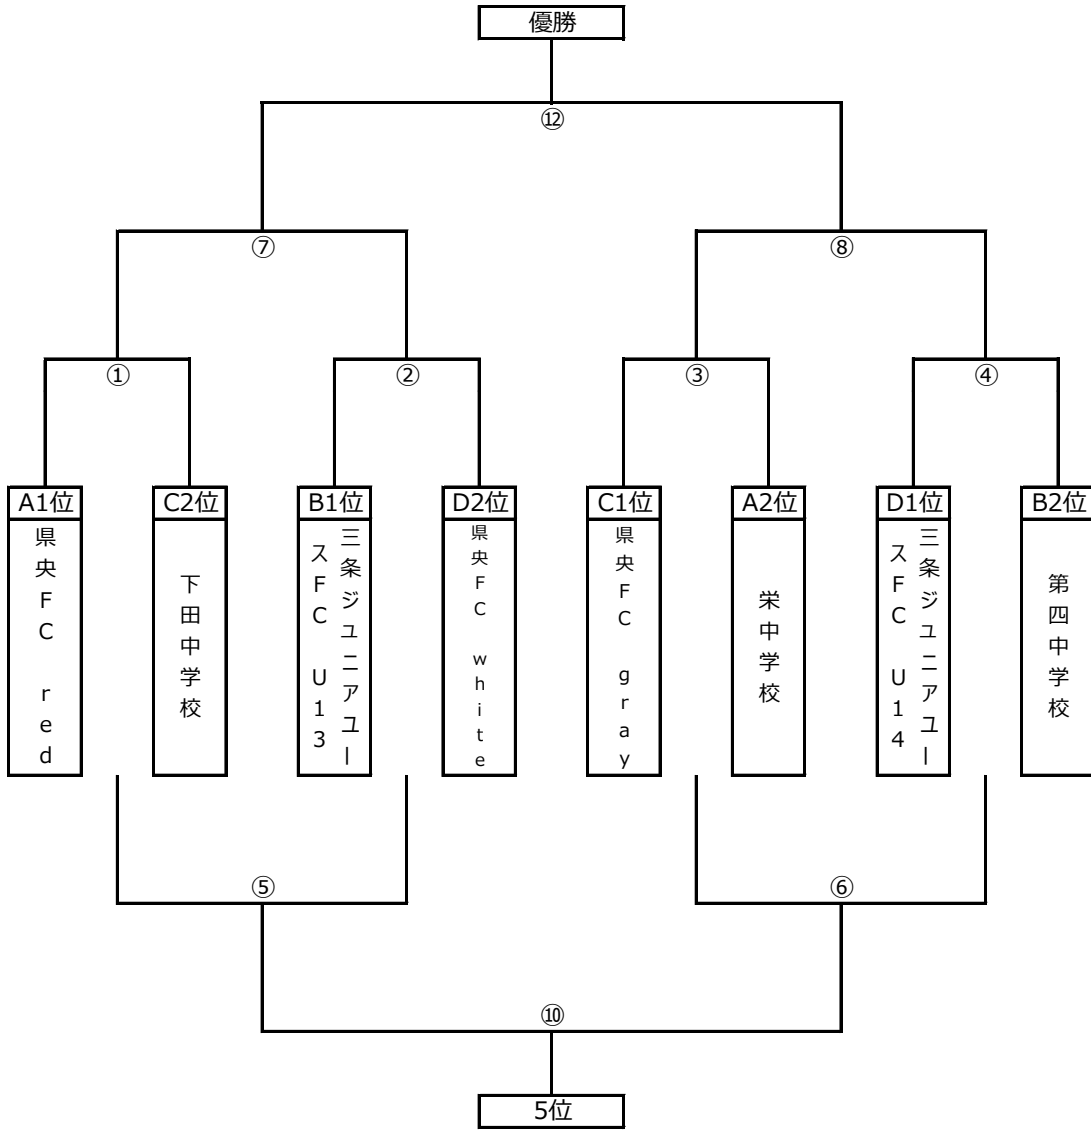 優勝
⑫
⑦
⑧
①
②
③
④
A1位
C2位
B1位
D2位
C1位
A2位
D1位
B2位
県央FC red
下田中学校
三条ジュニアユー
スFC U13
県央FC white
県央FC gray
栄中学校
三条ジュニアユー
スFC U14
第四中学校
⑤
⑥
⑩
5位